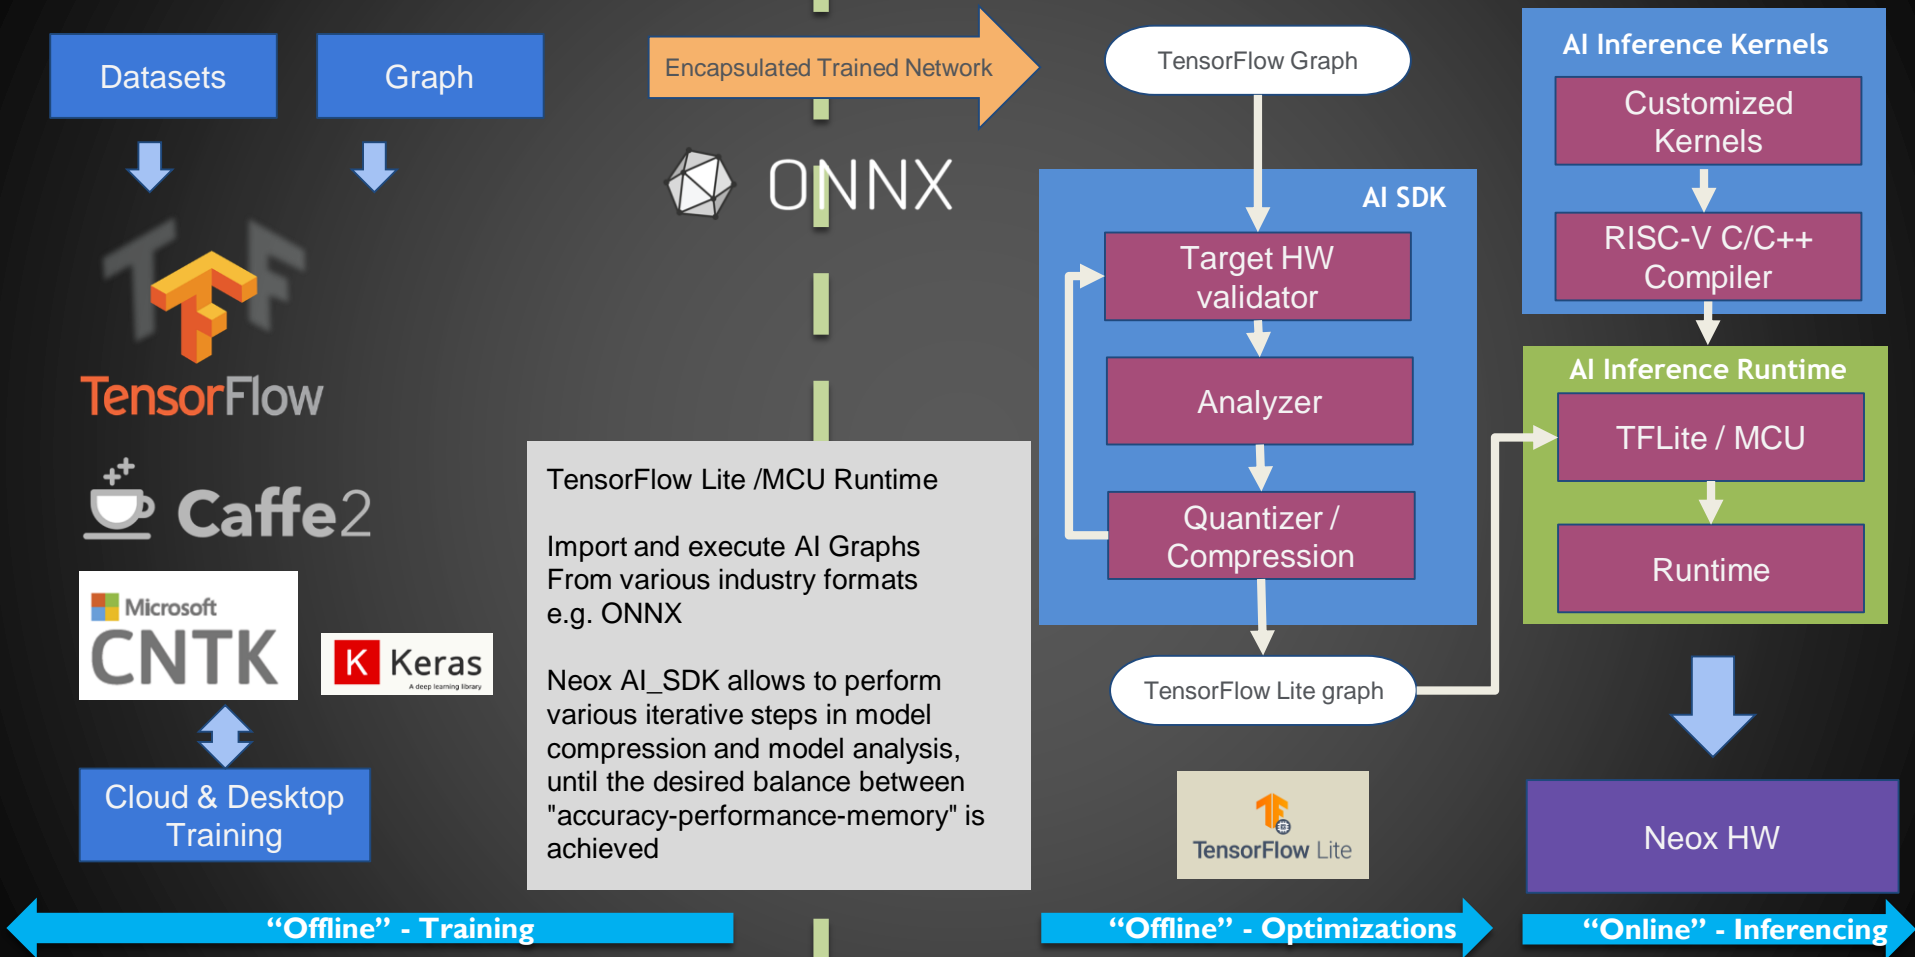 Datasets
Graph
TensorFlow
Caffe2
Microsoft
CNTK
K Keras
A deep learning library
Cloud & Desktop
Training
"Offline" - Training
Encapsulated Trained Network
ONNX
TensorFlow Lite /MCU Runtime
Import and execute AI Graphs
From various industry formats
e.g. ONNX
Neox AI_SDK allows to perform
various iterative steps in model
compression and model analysis,
until the desired balance between
"accuracy-performance-memory" is
achieved
TensorFlow Graph
AI SDK
Target HW
validator
Analyzer
Quantizer /
Compression
TensorFlow Lite graph
TensorFlow Lite
“Offline” - Optimizations
AI Inference Kernels
Customized
Kernels
RISC-V C/C++
Compiler
AI Inference Runtime
TFLite / MCU
Runtime
Neox HW
“Online” - Inferencing